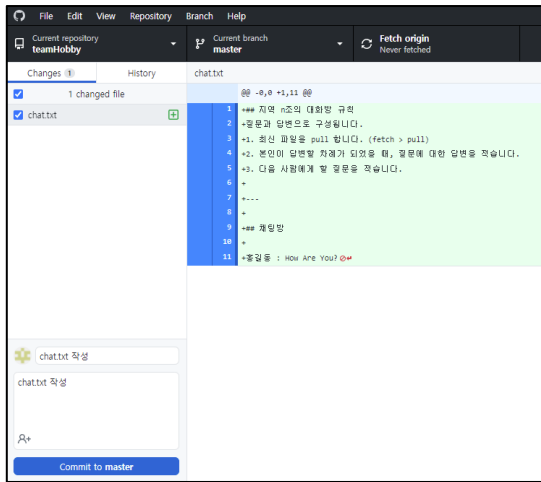 File Edit View Repository Branch Help
Current repository
teamHobby
Current branch
master
Fetch origin
Never fetched
Changes 1 History
chat.txt
1 changed file
chat.txt
@@ -0,0 +1,11 @@
1 +## 지역 n조의 대화방 규칙
2 +질문과 답변으로 구성됩니다.
3 +1. 최신 파일을 pull 합니다. (fetch > pull)
4 +2. 본인이 답변할 차례가 되었을 때, 질문에 대한 답변을 적습니다.
5 +3. 다음 사람에게 할 질문을 적습니다.
6 +
7 +---
8 +
9 +## 채팅방
10 +
11 +홍길동 : How Are You?
chat.txt 작성
chat.txt 작성
Commit to master